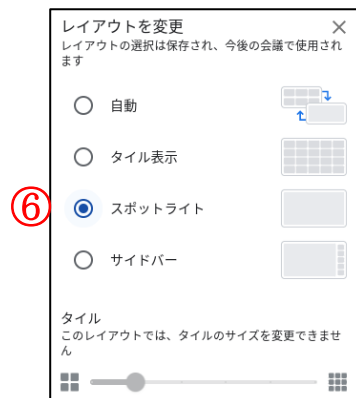 レイアウトを変更
レイアウトの選択は保存され、今後の会議で使用され
ます
自動
タイル表示
⑥ スポットライト
サイドバー
タイル
このレイアウトでは、タイルのサイズを変更できませ
ん